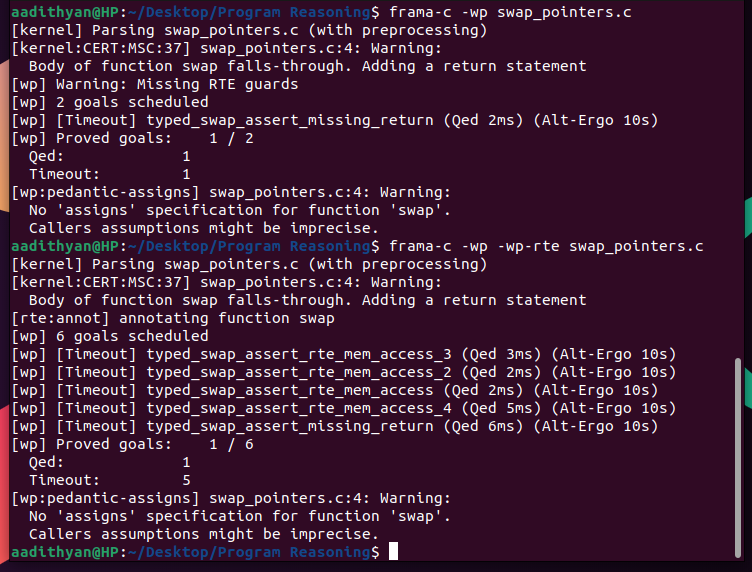 aadithyan@HP:~/Desktop/Program Reasoning$ frama-c -wp swap_pointers.c
[kernel] Parsing swap_pointers.c (with preprocessing)
[kernel:CERT:MSC:37] swap_pointers.c:4: Warning:
  Body of function swap falls-through. Adding a return statement
[wp] Warning: Missing RTE guards
[wp] 2 goals scheduled
[wp] [Timeout] typed_swap_assert_missing_return (Qed 2ms) (Alt-Ergo 10s)
[wp] Proved goals:    1 / 2
  Qed:             1
  Timeout:         1
[wp:pedantic-assigns] swap_pointers.c:4: Warning:
  No 'assigns' specification for function 'swap'.
  Callers assumptions might be imprecise.
aadithyan@HP:~/Desktop/Program Reasoning$ frama-c -wp -wp-rte swap_pointers.c
[kernel] Parsing swap_pointers.c (with preprocessing)
[kernel:CERT:MSC:37] swap_pointers.c:4: Warning:
  Body of function swap falls-through. Adding a return statement
[rte:annot] annotating function swap
[wp] 6 goals scheduled
[wp] [Timeout] typed_swap_assert_rte_mem_access_3 (Qed 3ms) (Alt-Ergo 10s)
[wp] [Timeout] typed_swap_assert_rte_mem_access_2 (Qed 2ms) (Alt-Ergo 10s)
[wp] [Timeout] typed_swap_assert_rte_mem_access (Qed 2ms) (Alt-Ergo 10s)
[wp] [Timeout] typed_swap_assert_rte_mem_access_4 (Qed 5ms) (Alt-Ergo 10s)
[wp] [Timeout] typed_swap_assert_missing_return (Qed 6ms) (Alt-Ergo 10s)
[wp] Proved goals:    1 / 6
  Qed:             1
  Timeout:         5
[wp:pedantic-assigns] swap_pointers.c:4: Warning:
  No 'assigns' specification for function 'swap'.
  Callers assumptions might be imprecise.
aadithyan@HP:~/Desktop/Program Reasoning$